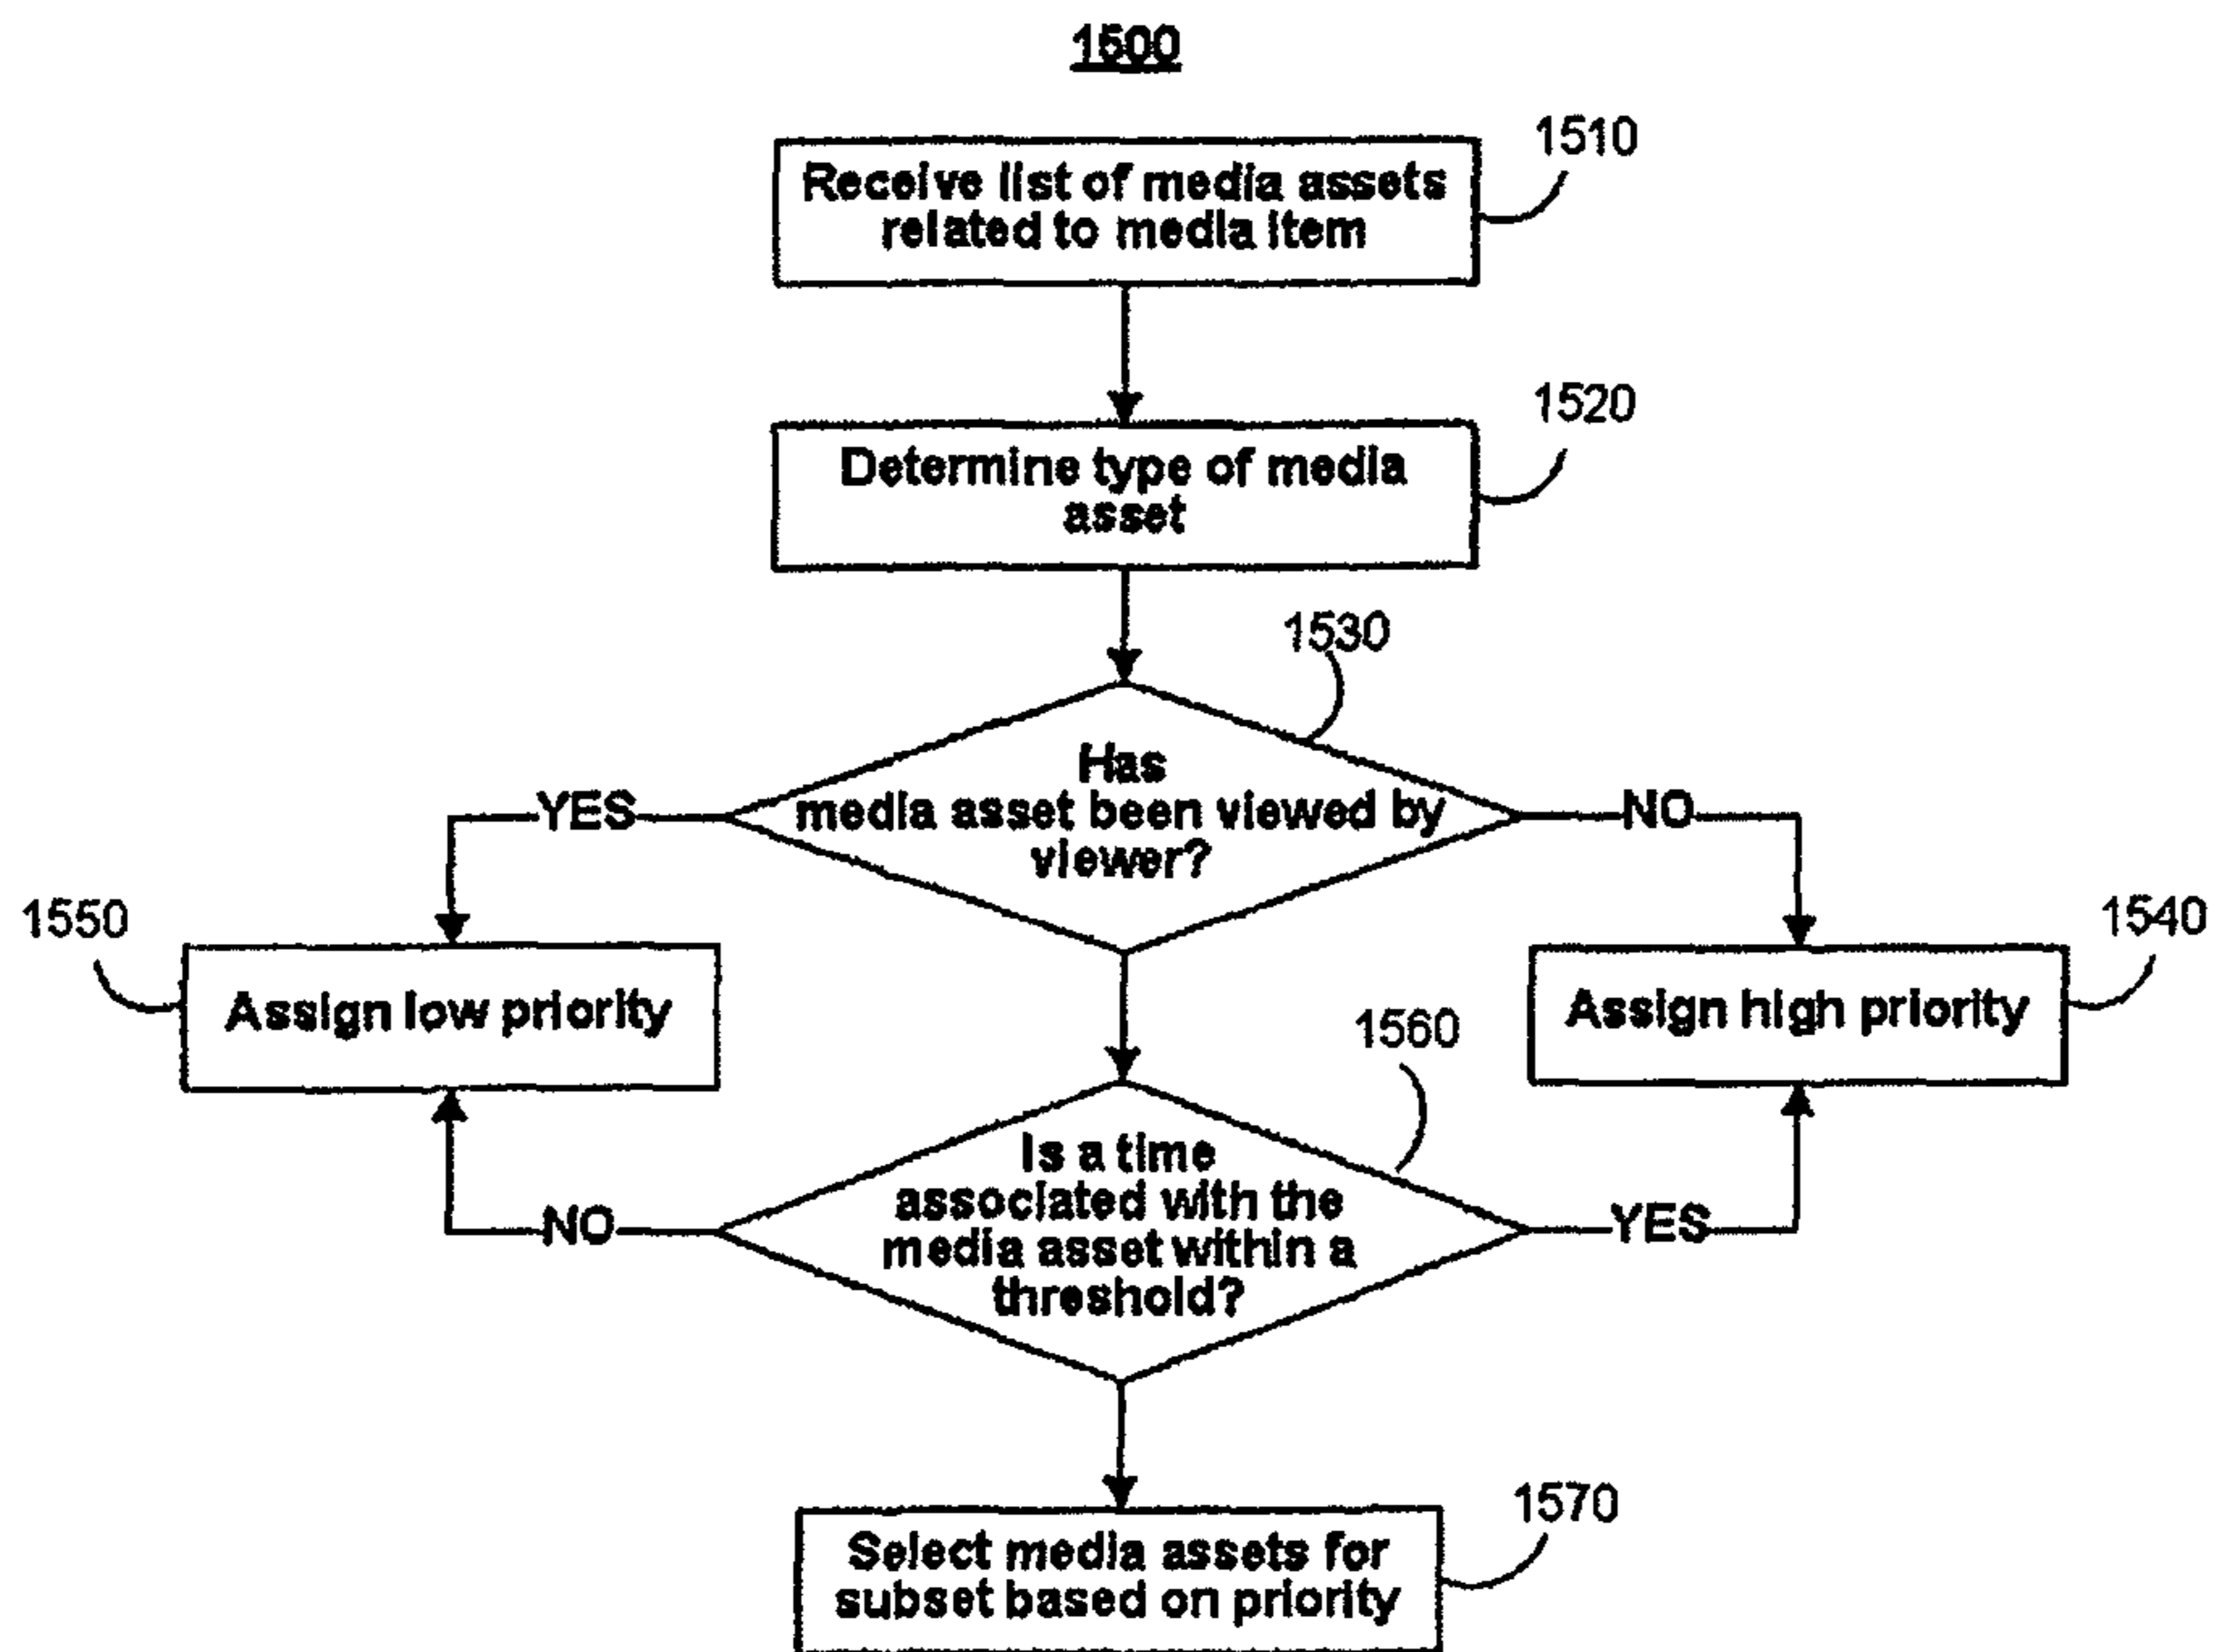 1500
1510
Receive list of media assets
related to media item
1520
Determine type of media
asset
1530
Has
media asset been viewed by
viewer?
YES
NO
1550
Assign low priority
1540
Assign high priority
1560
Is a time
associated with the
media asset within a
threshold?
NO
YES
1570
Select media assets for
subset based on priority